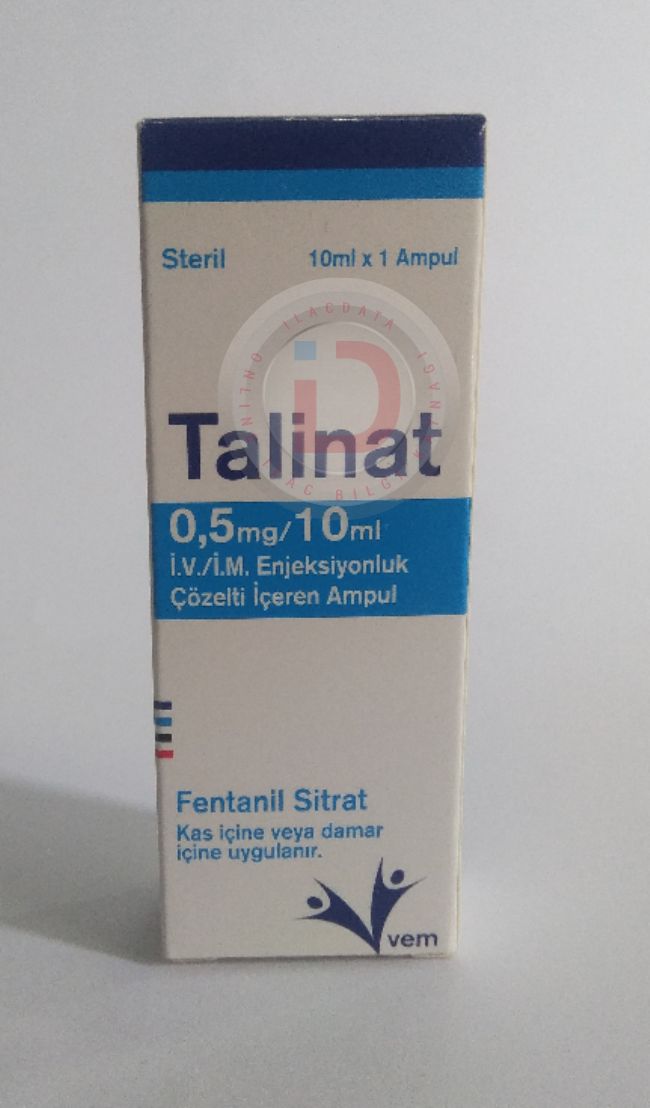 Steril 10ml x 1 Ampul
ILACDATA
Talinat
0,5mg/10ml
İ.V./İ.M. Enjeksiyonluk
Çözelti İçeren Ampul
Fentanil Sitrat
Kas içine veya damar
içine uygulanır.
vem